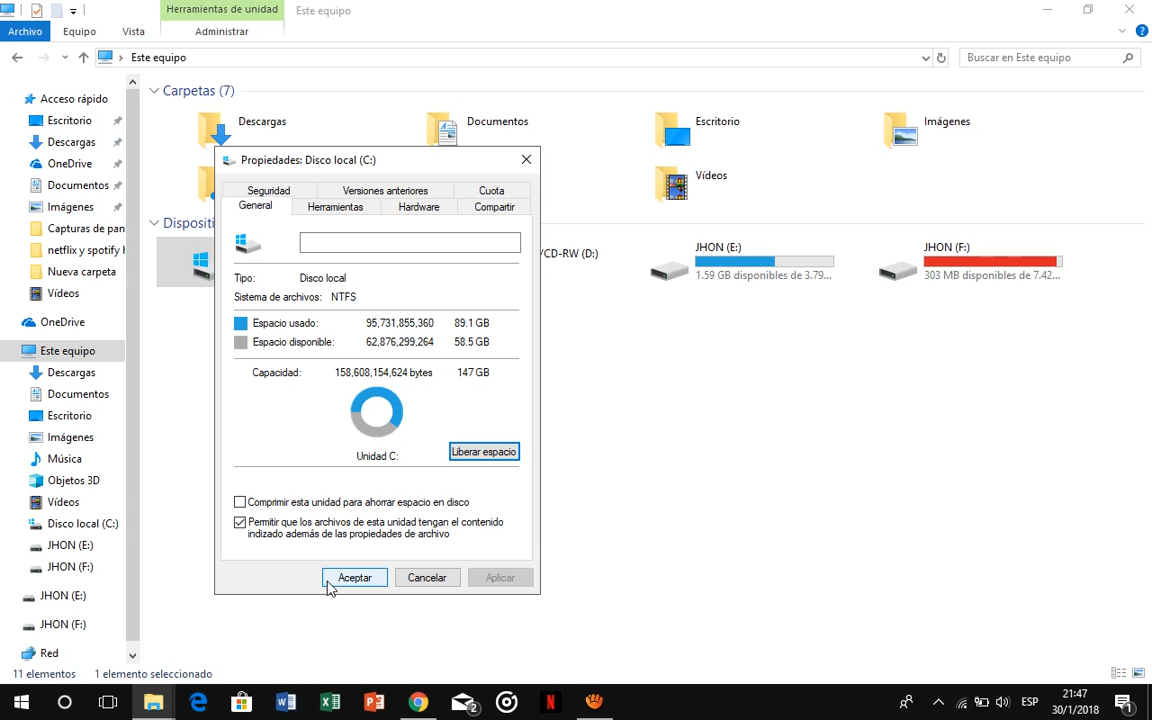 Herramientas de unidad
Este equipo
Archivo
Equipo
Vista
Administrar
Este equipo
Buscar en Este equipo
Acceso rápido
Escritorio
Descargas
OneDrive
Documentos
Imágenes
Capturas de pan
netflix y spotify
Nueva carpeta
Vídeos
OneDrive
Este equipo
Descargas
Documentos
Escritorio
Imágenes
Música
Objetos 3D
Vídeos
Disco local (C:)
JHON (E:)
JHON (F:)
JHON (E:)
JHON (F:)
Red
Carpetas (7)
Descargas
Documentos
Escritorio
Imágenes
Vídeos
Dispositi
/CD-RW (D:)
JHON (E:)
1.59 GB disponibles de 3.79...
JHON (F:)
303 MB disponibles de 7.42...
Propiedades: Disco local (C:)
Seguridad
Versiones anteriores
Cuota
General
Herramientas
Hardware
Compartir
Tipo: Disco local
Sistema de archivos: NTFS
Espacio usado: 95,731,855,360 89.1 GB
Espacio disponible: 62,876,299,264 58.5 GB
Capacidad: 158,608,154,624 bytes 147 GB
Unidad C:
Liberar espacio
Comprimir esta unidad para ahorrar espacio en disco
Permitir que los archivos de esta unidad tengan el contenido
indizado además de las propiedades de archivo
Aceptar
Cancelar
Aplicar
11 elementos
1 elemento seleccionado
2
ESP
21:47
30/1/2018
1